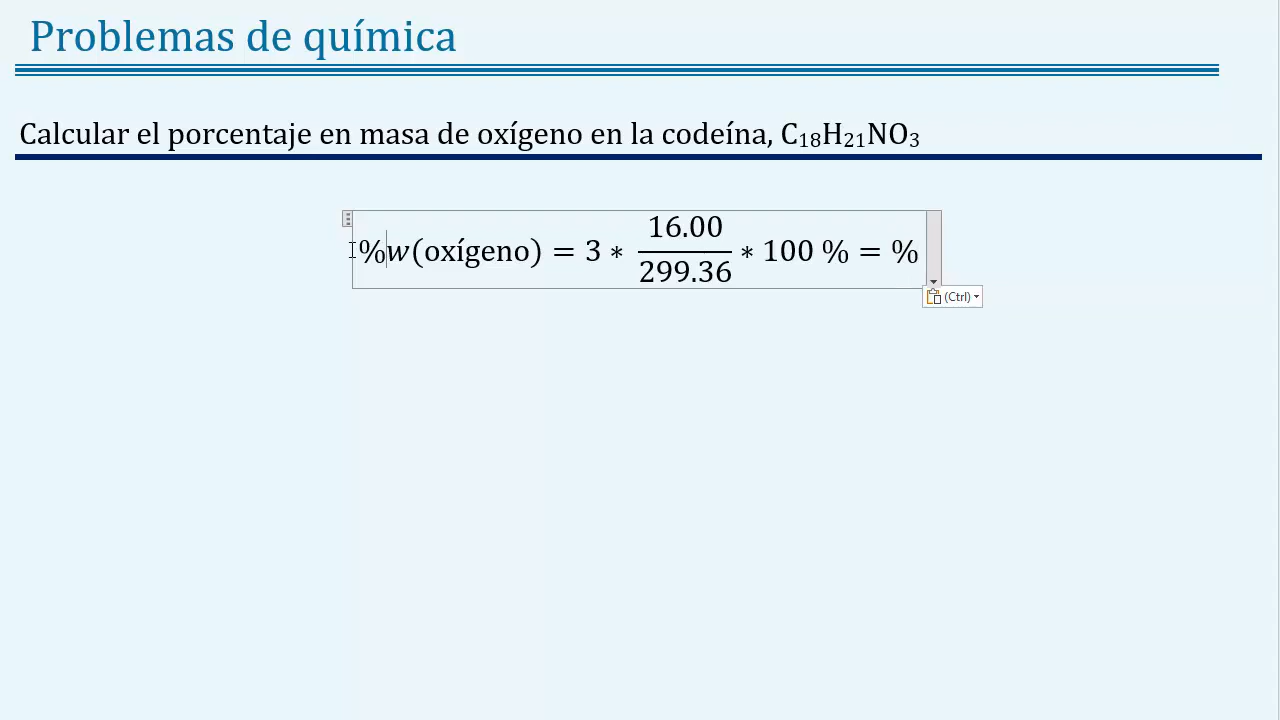 Problemas de química
Calcular el porcentaje en masa de oxígeno en la codeína, C₁₈H₂₁NO₃
%w(oxígeno) = 3 ∗ 16.00/299.36 ∗ 100 % = %
(Ctrl)